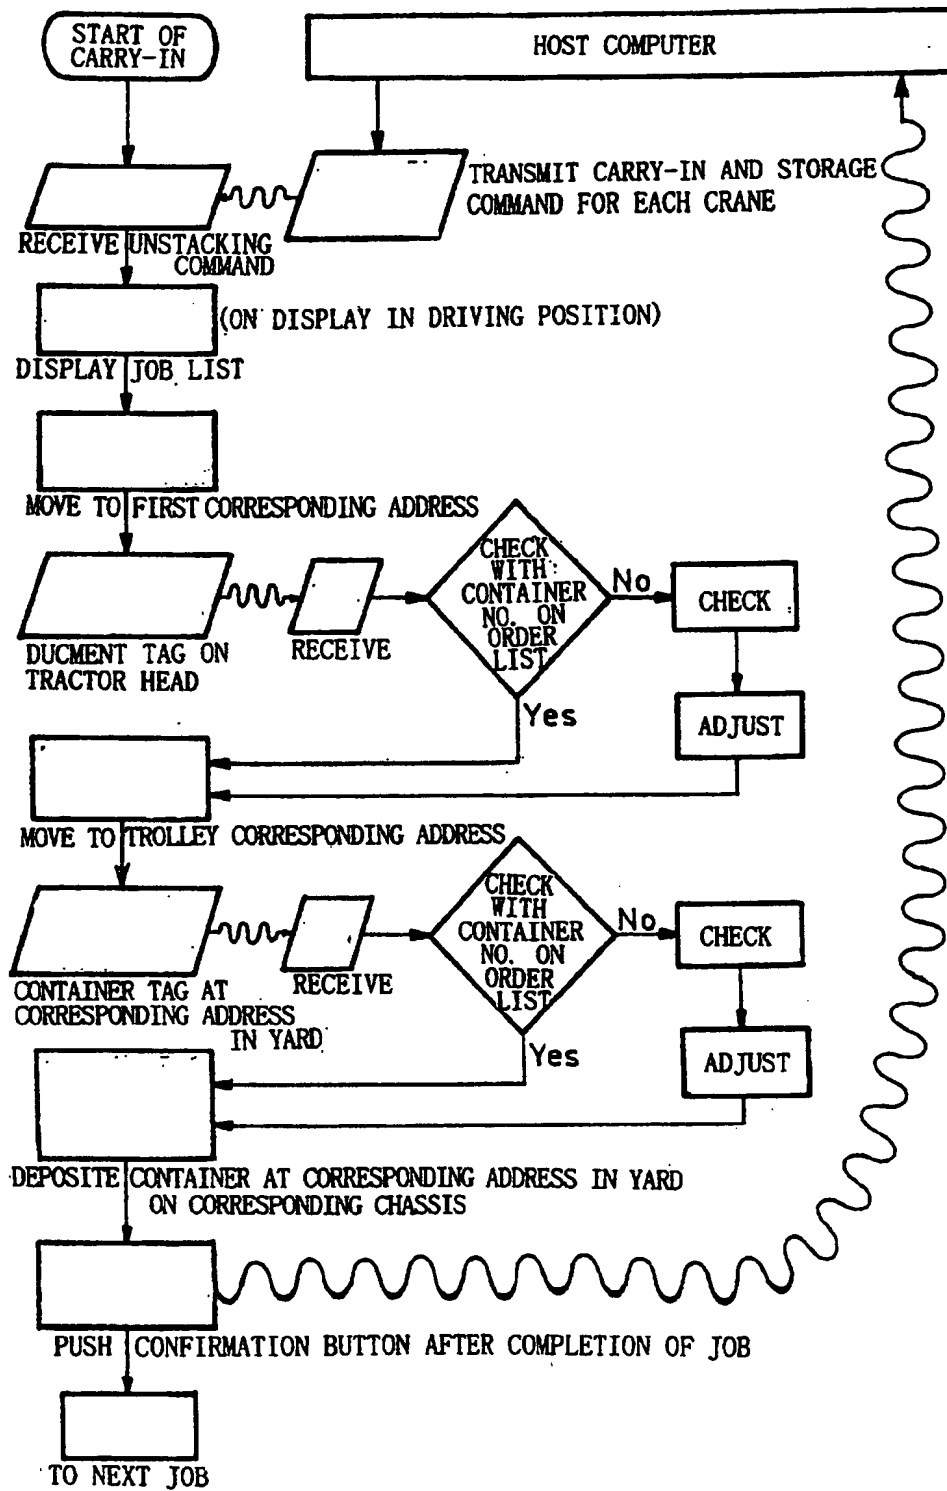 START OF
CARRY-IN
HOST COMPUTER
TRANSMIT CARRY-IN AND STORAGE
COMMAND FOR EACH CRANE
RECEIVE UNSTACKING
COMMAND
(ON DISPLAY IN DRIVING POSITION)
DISPLAY JOB LIST
MOVE TO FIRST CORRESPONDING ADDRESS
CHECK
WITH
CONTAINER
NO. ON
ORDER
LIST
No
CHECK
DUCMENT TAG ON
TRACTOR HEAD
RECEIVE
Yes
ADJUST
MOVE TO TROLLEY CORRESPONDING ADDRESS
CHECK
WITH
CONTAINER
NO. ON
ORDER
LIST
No
CHECK
CONTAINER TAG AT
CORRESPONDING ADDRESS
IN YARD
RECEIVE
Yes
ADJUST
DEPOSITE CONTAINER AT CORRESPONDING ADDRESS IN YARD
ON CORRESPONDING CHASSIS
PUSH CONFIRMATION BUTTON AFTER COMPLETION OF JOB
TO NEXT JOB